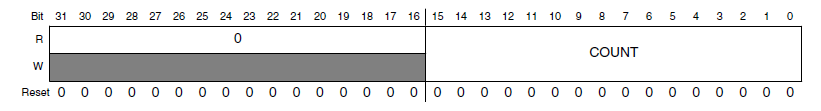 Bit 31 30 29 28 27 26 25 24 23 22 21 20 19 18 17 16 15 14 13 12 11 10 9 8 7 6 5 4 3 2 1 0
R 0
COUNT
W
Reset 0 0 0 0 0 0 0 0 0 0 0 0 0 0 0 0 0 0 0 0 0 0 0 0 0 0 0 0 0 0 0 0